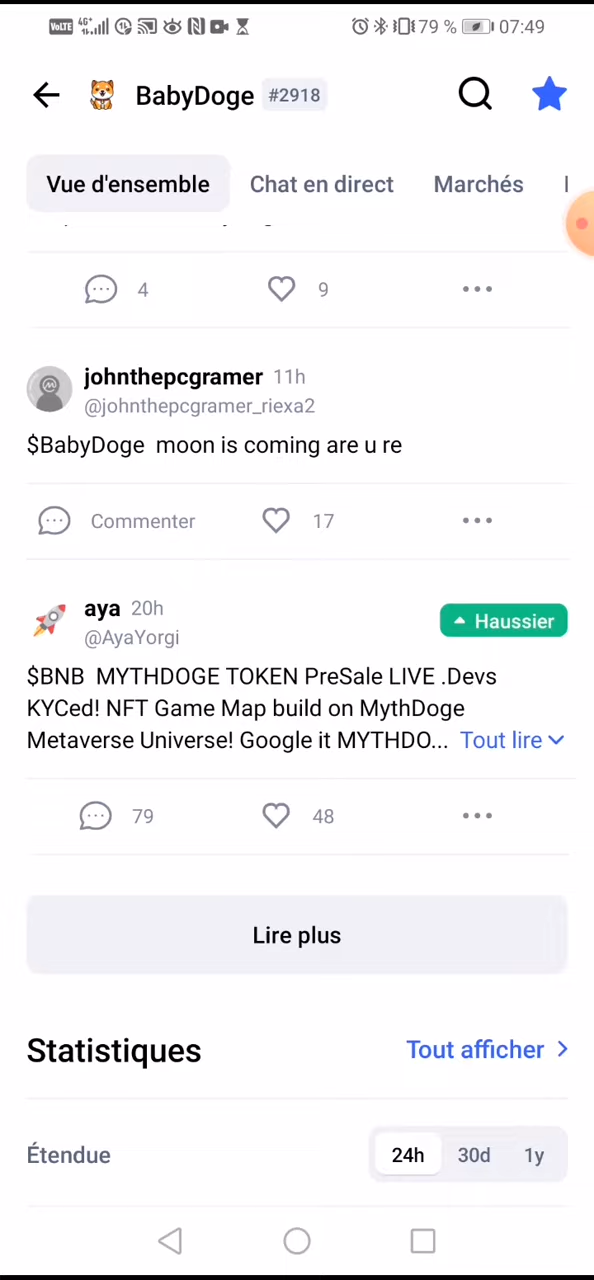 VoLTE 4G+ 79 % 07:49
BabyDoge #2918
Vue d'ensemble Chat en direct Marchés
4 9
johnthepcgramer 11h
@johnthepcgramer_riexa2
$BabyDoge moon is coming are u re
Commenter 17
aya 20h Haussier
@AyaYorgi
$BNB MYTHDOGE TOKEN PreSale LIVE .Devs
KYCed! NFT Game Map build on MythDoge
Metaverse Universe! Google it MYTHDO... Tout lire
79 48
Lire plus
Statistiques Tout afficher
Étendue 24h 30d 1y